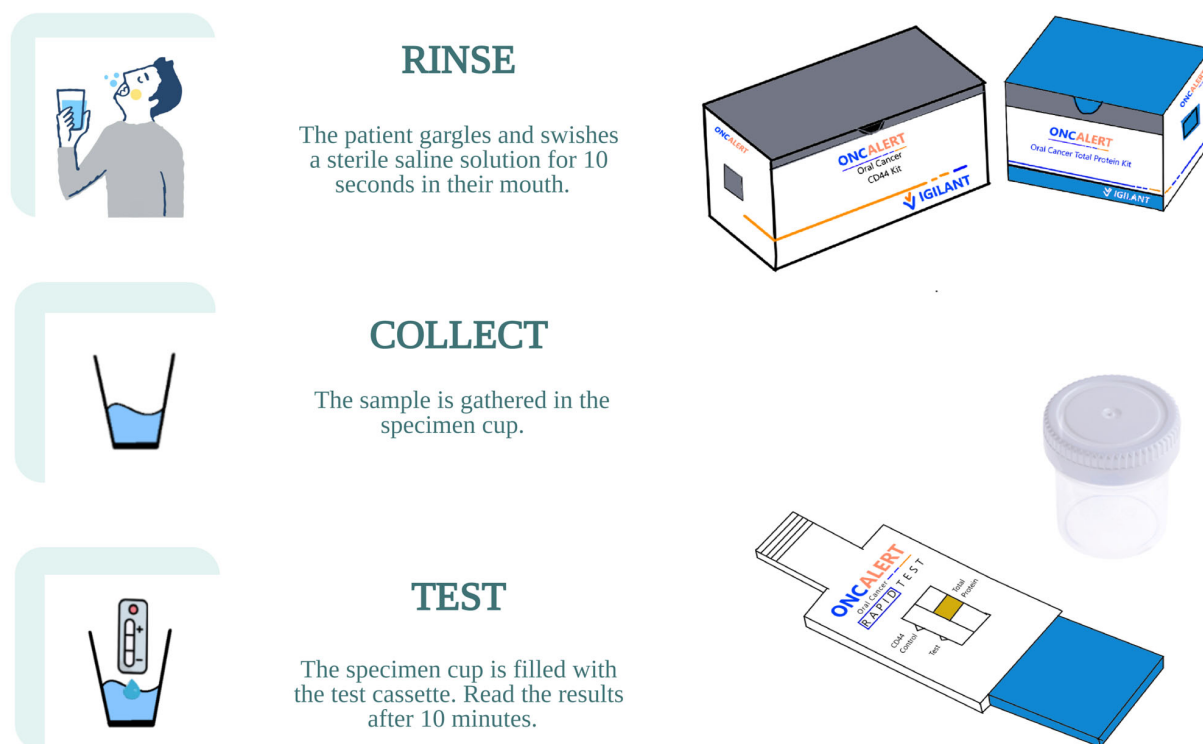 RINSE
The patient gargles and swishes
a sterile saline solution for 10
seconds in their mouth.
ONCALERT
ONCALERT
Oral Cancer
CD44 Kit
VIGILANT
ONCALERT
Oral Cancer Total Protein Kit
VIGILANT
ONCALERT
COLLECT
The sample is gathered in the
specimen cup.
TEST
The specimen cup is filled with
the test cassette. Read the results
after 10 minutes.
ONCALERT
Oral Cancer
RAPID TEST
Total
Protein
CD44
Control
Test